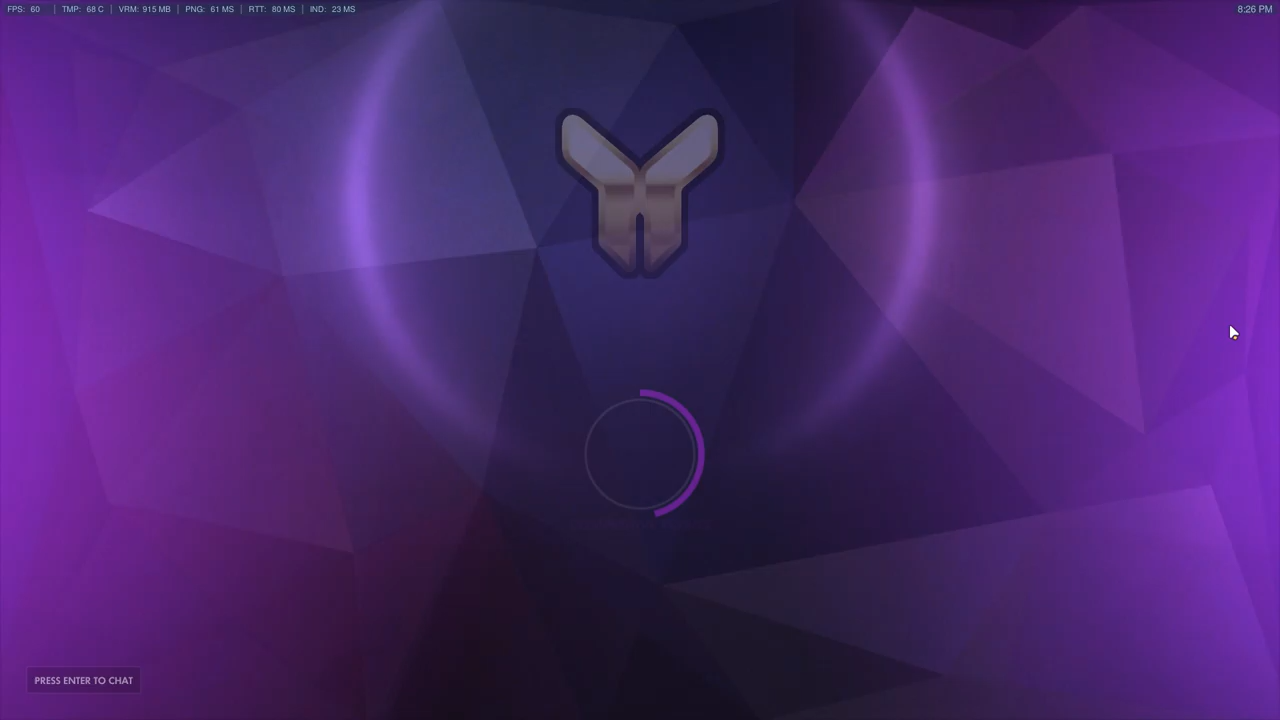 FPS: 60 | TMP: 68 C | VRM: 915 MB | PNG: 61 MS | RTT: 80 MS | IND: 23 MS
8:26 PM
PRESS ENTER TO CHAT